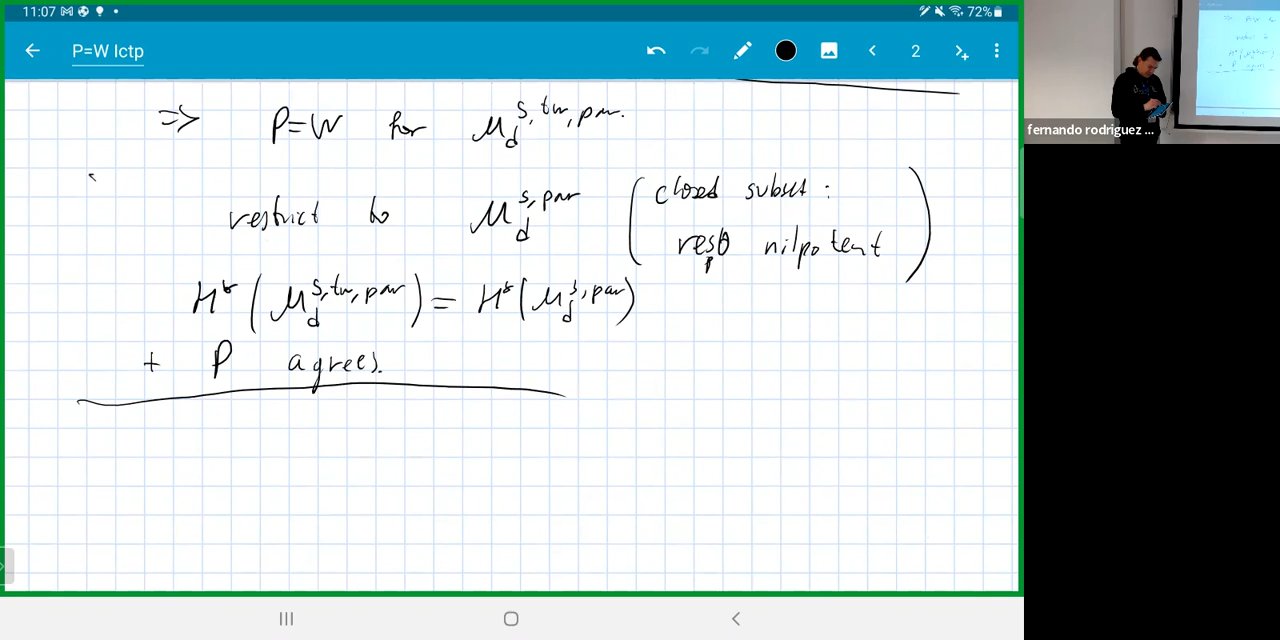 11:07 72%
P=W Ictp 2
⇒ P=W for M_d^{s,tw,par}.
restrict to M_d^{s,par} (closed subset:
res_p θ nilpotent)
H^*(M_d^{s,tw,par}) = H^*(M_d^{s,par})
+ P agrees.
fernando rodriguez ...